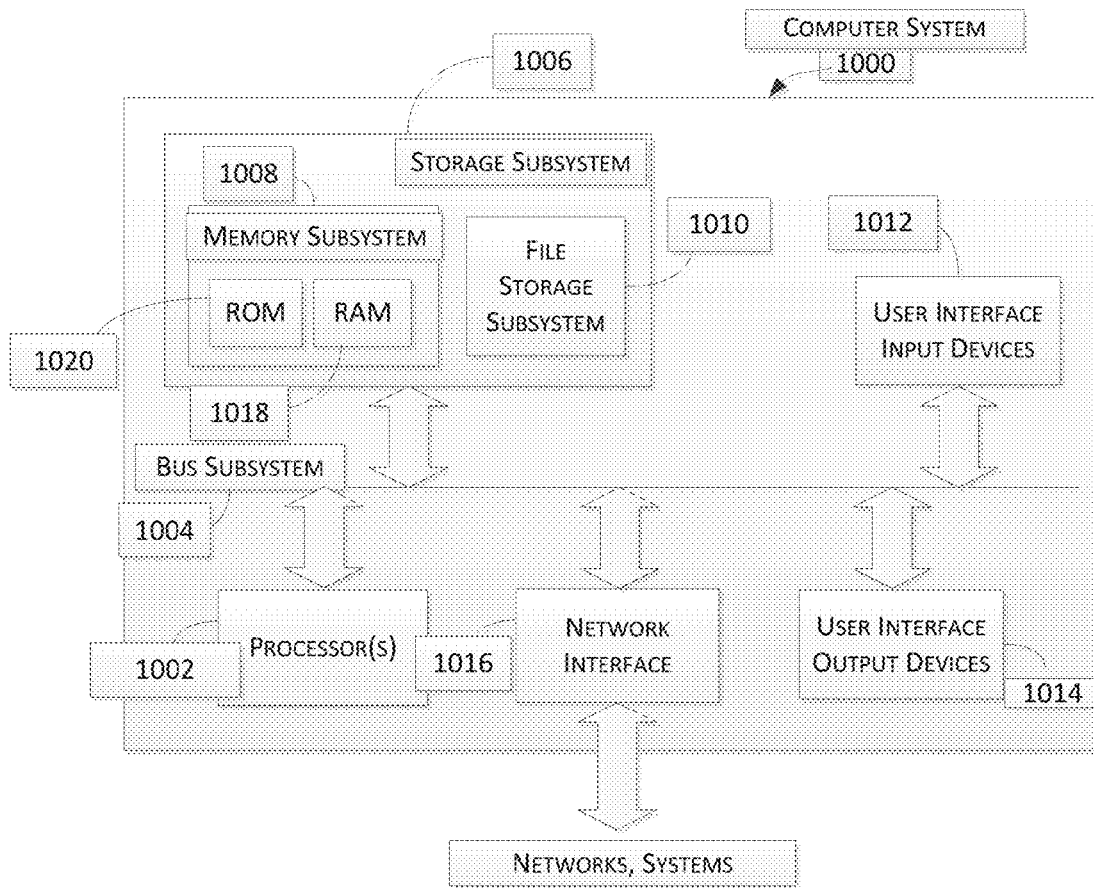 COMPUTER SYSTEM
1000
1006
STORAGE SUBSYSTEM
1008
MEMORY SUBSYSTEM
ROM
RAM
1020
1018
FILE
STORAGE
SUBSYSTEM
1010
1012
USER INTERFACE
INPUT DEVICES
BUS SUBSYSTEM
1004
PROCESSOR(S)
1002
NETWORK
INTERFACE
1016
USER INTERFACE
OUTPUT DEVICES
1014
NETWORKS, SYSTEMS